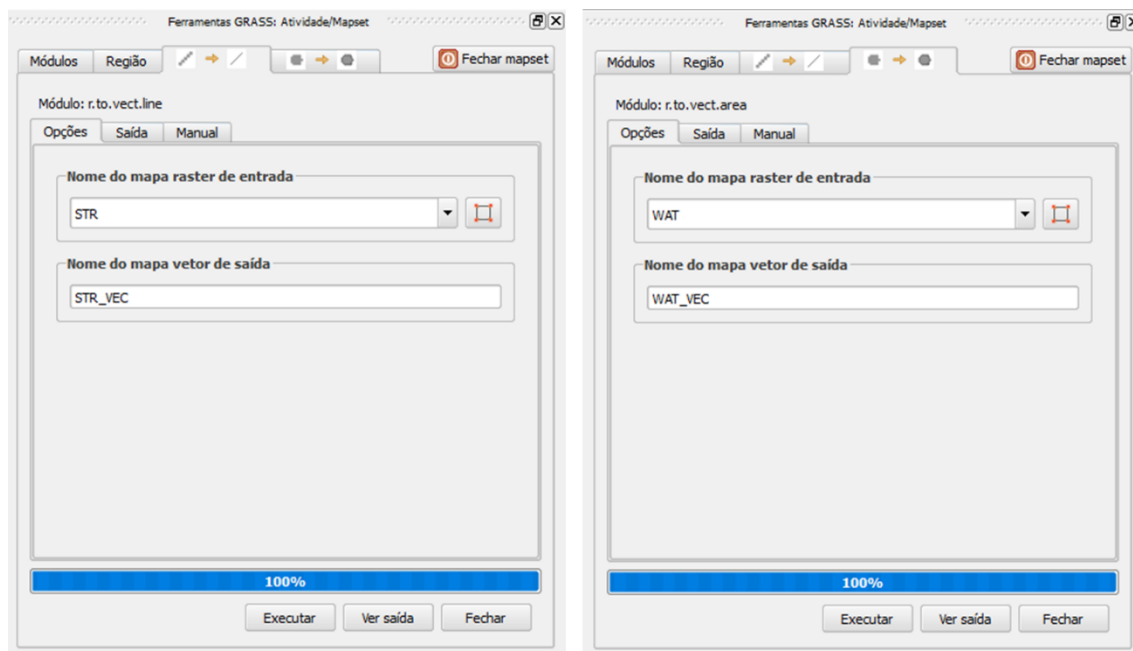 Ferramentas GRASS: Atividade/Mapset
Módulos Região Fechar mapset
Módulo: r.to.vect.line
Opções Saída Manual
Nome do mapa raster de entrada
STR
Nome do mapa vetor de saída
STR_VEC
100%
Executar Ver saída Fechar
Ferramentas GRASS: Atividade/Mapset
Módulos Região Fechar mapset
Módulo: r.to.vect.area
Opções Saída Manual
Nome do mapa raster de entrada
WAT
Nome do mapa vetor de saída
WAT_VEC
100%
Executar Ver saída Fechar